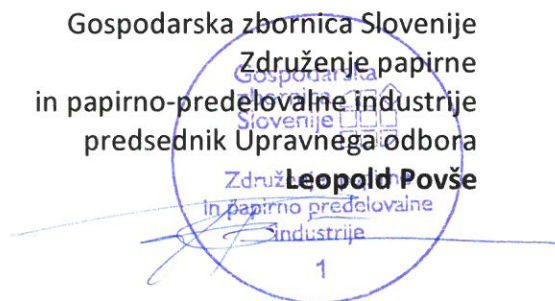 Gospodarska zbornica Slovenije
Združenje papirne
in papirno-predelovalne industrije
predsednik Upravnega odbora
Leopold Povše
Gospodarska
zbornica
Slovenije
Združenje papirne
in papirno predelovalne
industrije
1